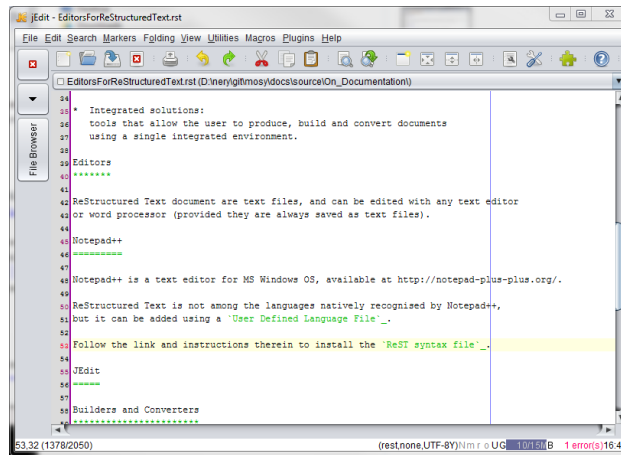 jEdit - EditorsForReStructuredText.rst
File Edit Search Markers Folding View Utilities Macros Plugins Help
EditorsForReStructuredText.rst (D:\nery\git\mosy\docs\source\On_Documentation\)
File Browser
34
35 * Integrated solutions:
36 tools that allow the user to produce, build and convert documents
37 using a single integrated environment.
38
39 Editors
40 *******
41
42 ReStructured Text document are text files, and can be edited with any text editor
43 or word processor (provided they are always saved as text files).
44
45 Notepad++
46 =========
47
48 Notepad++ is a text editor for MS Windows OS, available at http://notepad-plus-plus.org/.
49
50 ReStructured Text is not among the languages natively recognised by Notepad++,
51 but it can be added using a `User Defined Language File`_.
52
53 Follow the link and instructions therein to install the `ReST syntax file`_.
54
55 JEdit
56 =====
57
58 Builders and Converters
59 ***********************
53,32 (1378/2050) (rest,none,UTF-8Y) N m r o U G 10/15MB 1 error(s) 16:4